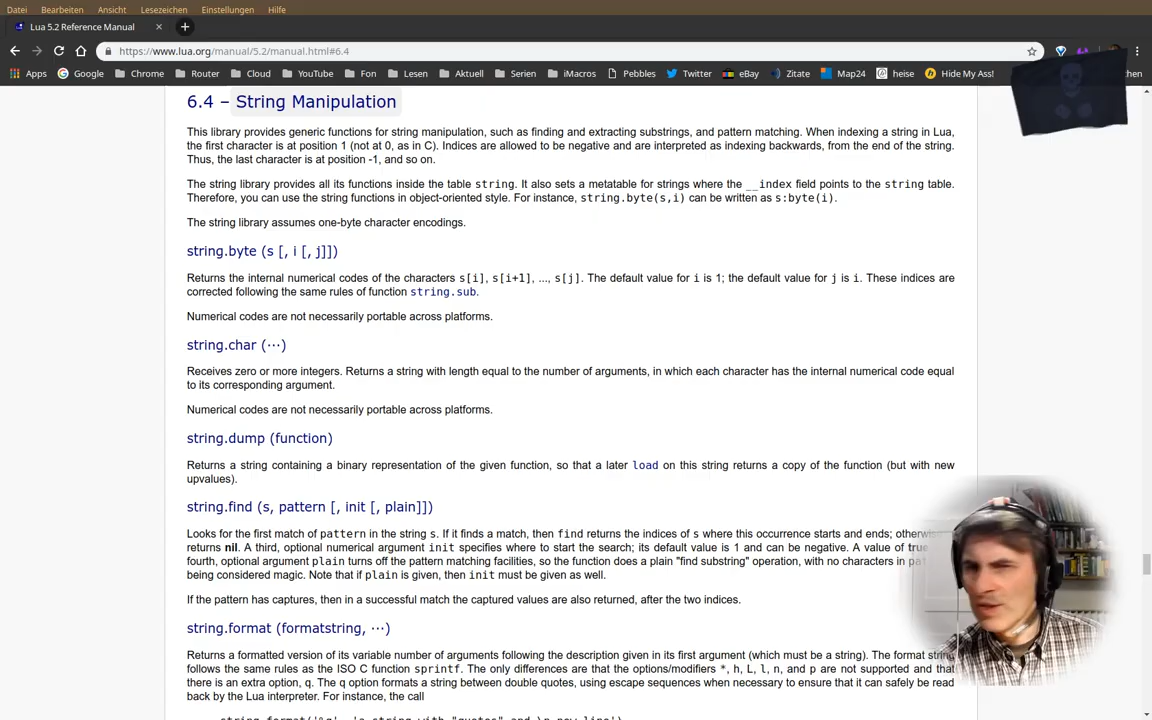 Datei Bearbeiten Ansicht Lesezeichen Einstellungen Hilfe
Lua 5.2 Reference Manual
https://www.lua.org/manual/5.2/manual.html#6.4
Apps Google Chrome Router Cloud YouTube Fon Lesen Aktuell Serien iMacros Pebbles Twitter eBay Zitate Map24 heise Hide My Ass!
6.4 – String Manipulation
This library provides generic functions for string manipulation, such as finding and extracting substrings, and pattern matching. When indexing a string in Lua,
the first character is at position 1 (not at 0, as in C). Indices are allowed to be negative and are interpreted as indexing backwards, from the end of the string.
Thus, the last character is at position -1, and so on.
The string library provides all its functions inside the table string. It also sets a metatable for strings where the __index field points to the string table.
Therefore, you can use the string functions in object-oriented style. For instance, string.byte(s,i) can be written as s:byte(i).
The string library assumes one-byte character encodings.
string.byte (s [, i [, j]])
Returns the internal numerical codes of the characters s[i], s[i+1], ..., s[j]. The default value for i is 1; the default value for j is i. These indices are
corrected following the same rules of function string.sub.
Numerical codes are not necessarily portable across platforms.
string.char (···)
Receives zero or more integers. Returns a string with length equal to the number of arguments, in which each character has the internal numerical code equal
to its corresponding argument.
Numerical codes are not necessarily portable across platforms.
string.dump (function)
Returns a string containing a binary representation of the given function, so that a later load on this string returns a copy of the function (but with new
upvalues).
string.find (s, pattern [, init [, plain]])
Looks for the first match of pattern in the string s. If it finds a match, then find returns the indices of s where this occurrence starts and ends;
returns nil. A third, optional numerical argument init specifies where to start the search; its default value is 1 and can be negative. A value of true
fourth, optional argument plain turns off the pattern matching facilities, so the function does a plain "find substring" operation, with no characters in
being considered magic. Note that if plain is given, then init must be given as well.
If the pattern has captures, then in a successful match the captured values are also returned, after the two indices.
string.format (formatstring, ···)
Returns a formatted version of its variable number of arguments following the description given in its first argument (which must be a string). The format
follows the same rules as the ISO C function sprintf. The only differences are that the options/modifiers *, h, L, l, n, and p are not supported and that
there is an extra option, q. The q option formats a string between double quotes, using escape sequences when necessary to ensure that it can safely be read
back by the Lua interpreter. For instance, the call